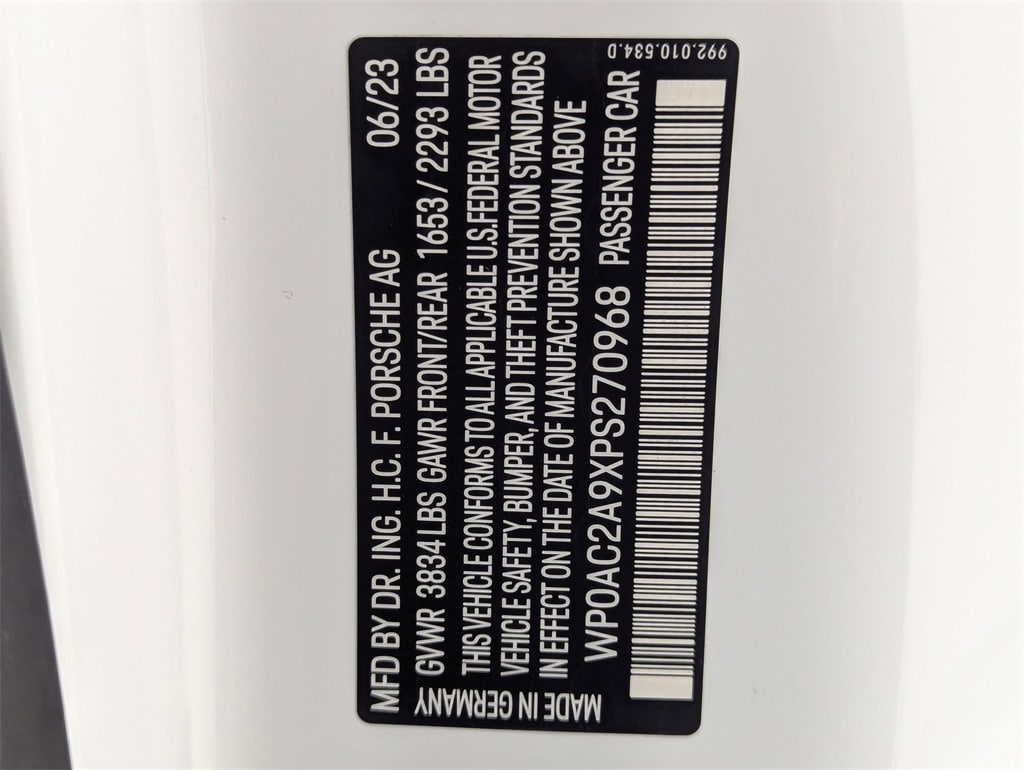 MFD BY DR. ING. H.C. F. PORSCHE AG 06/23
GVWR 3834 LBS GAWR FRONT/REAR 1653 / 2293 LBS
THIS VEHICLE CONFORMS TO ALL APPLICABLE U.S. FEDERAL MOTOR
VEHICLE SAFETY, BUMPER, AND THEFT PREVENTION STANDARDS
IN EFFECT ON THE DATE OF MANUFACTURE SHOWN ABOVE
WP0AC2A9XPS270968 PASSENGER CAR
MADE IN GERMANY
992.010.534.D